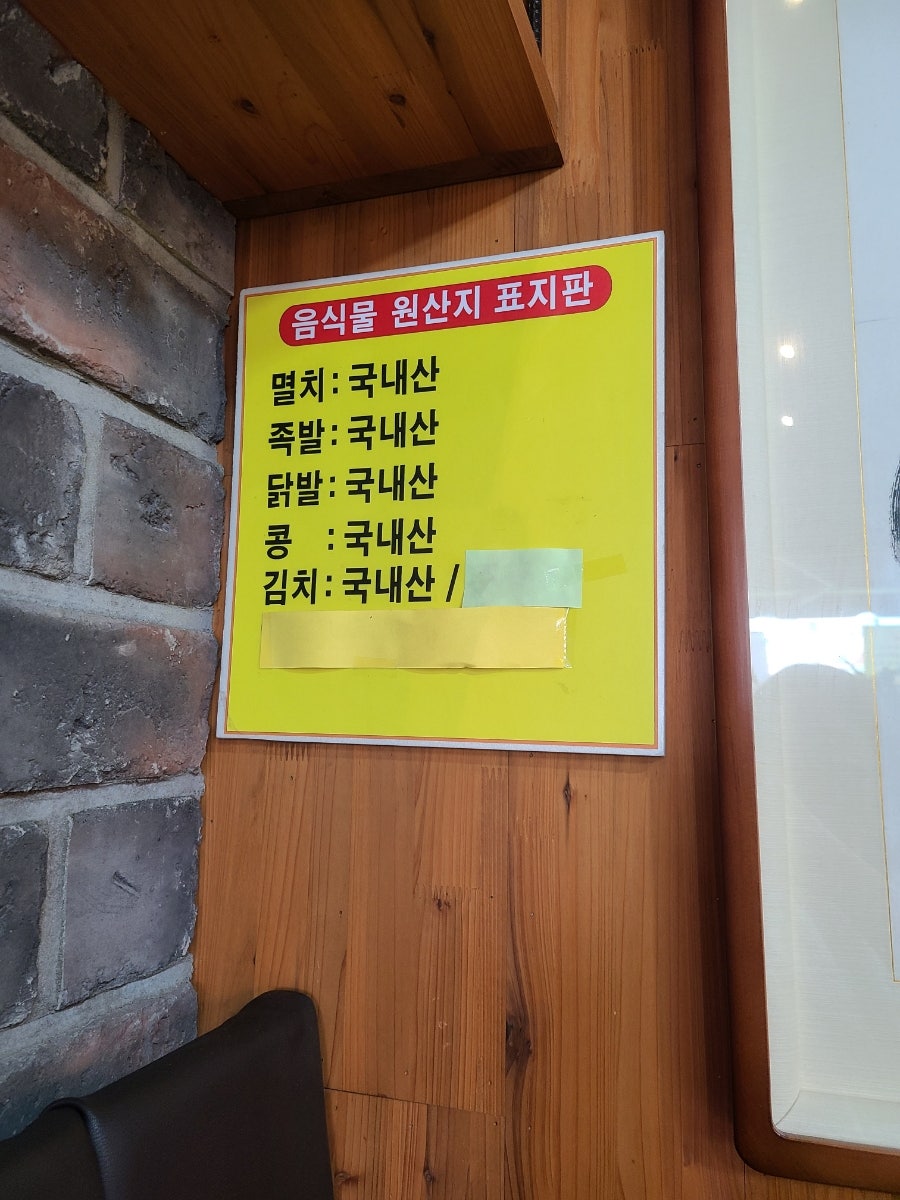 음식물 원산지 표지판
멸치 : 국내산
족발 : 국내산
닭발 : 국내산
콩 : 국내산
김치 : 국내산 /